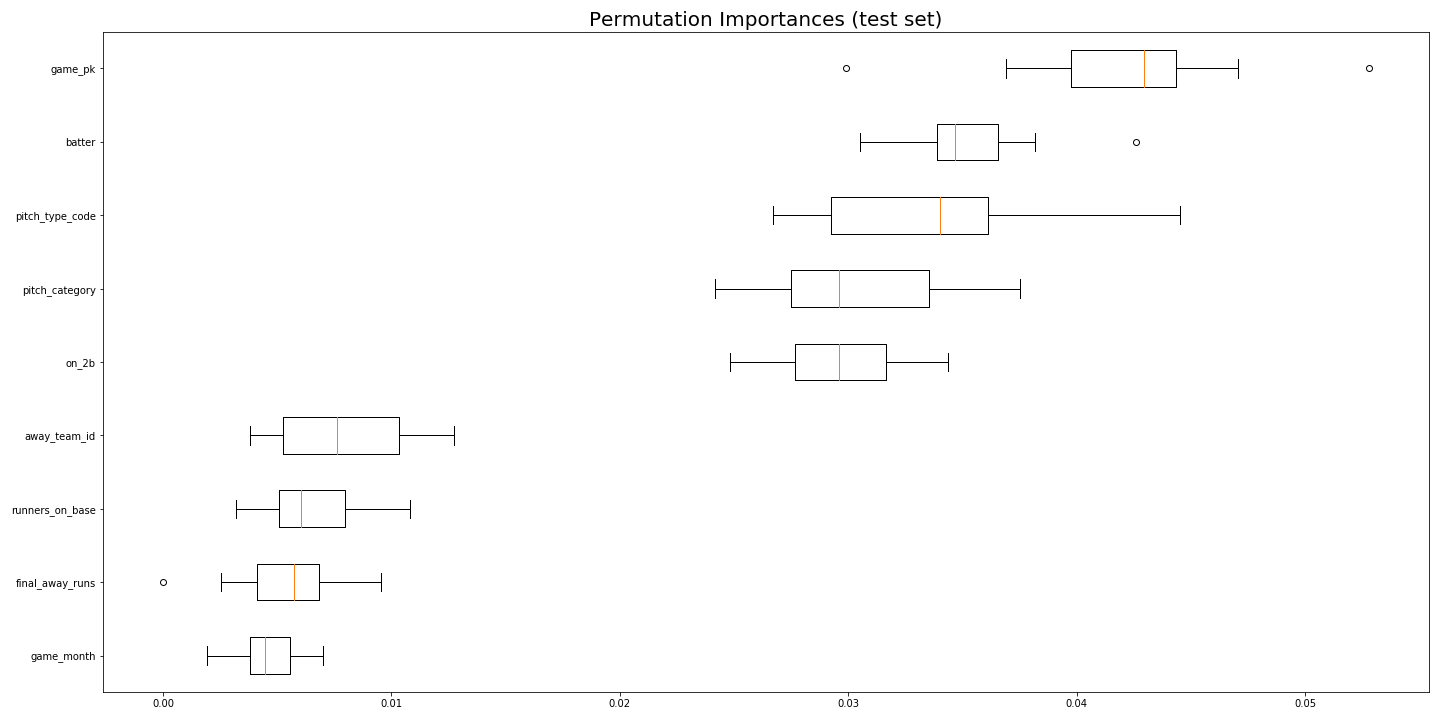 Permutation Importances (test set)
game_pk
batter
pitch_type_code
pitch_category
on_2b
away_team_id
runners_on_base
final_away_runs
game_month
0.00 0.01 0.02 0.03 0.04 0.05